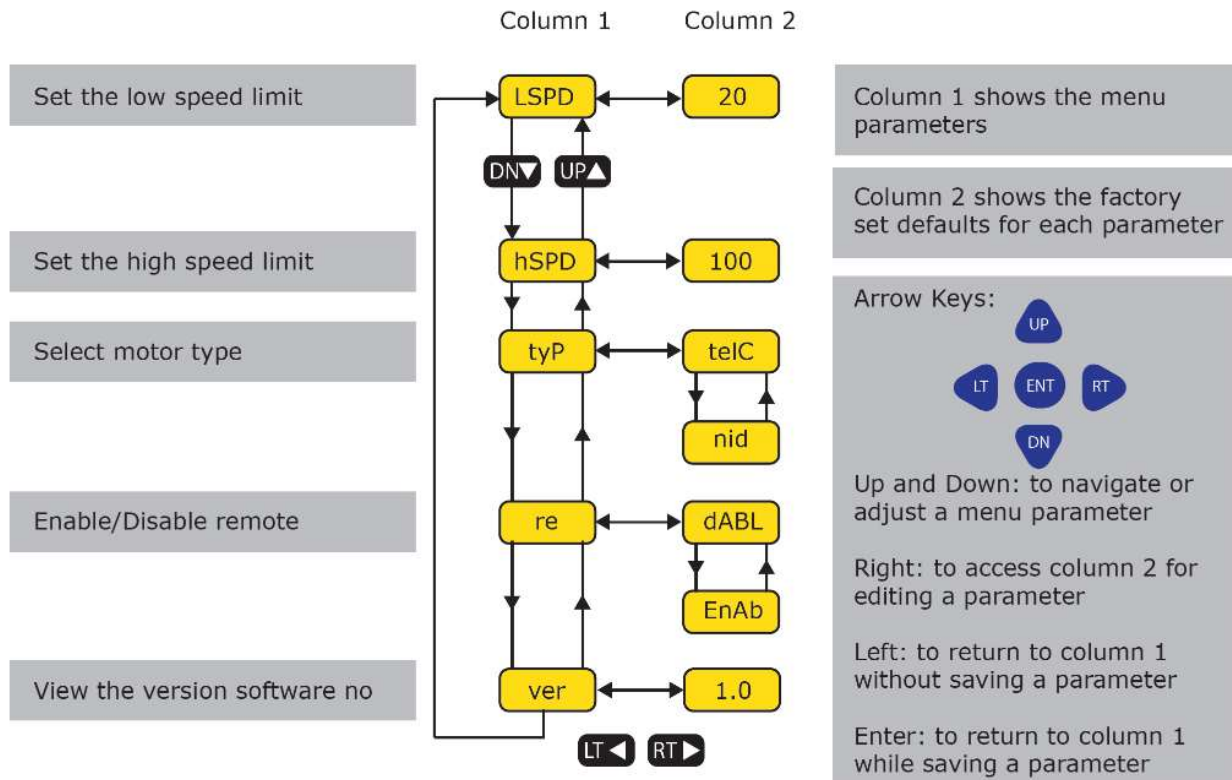 Column 1
Column 2
Set the low speed limit
LSPD
20
Column 1 shows the menu
parameters
DN▼
UP▲
Column 2 shows the factory
set defaults for each parameter
Set the high speed limit
hSPD
100
Select motor type
tyP
telC
nid
Enable/Disable remote
re
dABL
EnAb
View the version software no
ver
1.0
LT◀
RT▶
Arrow Keys:
UP
LT
ENT
RT
DN
Up and Down: to navigate or
adjust a menu parameter
Right: to access column 2 for
editing a parameter
Left: to return to column 1
without saving a parameter
Enter: to return to column 1
while saving a parameter